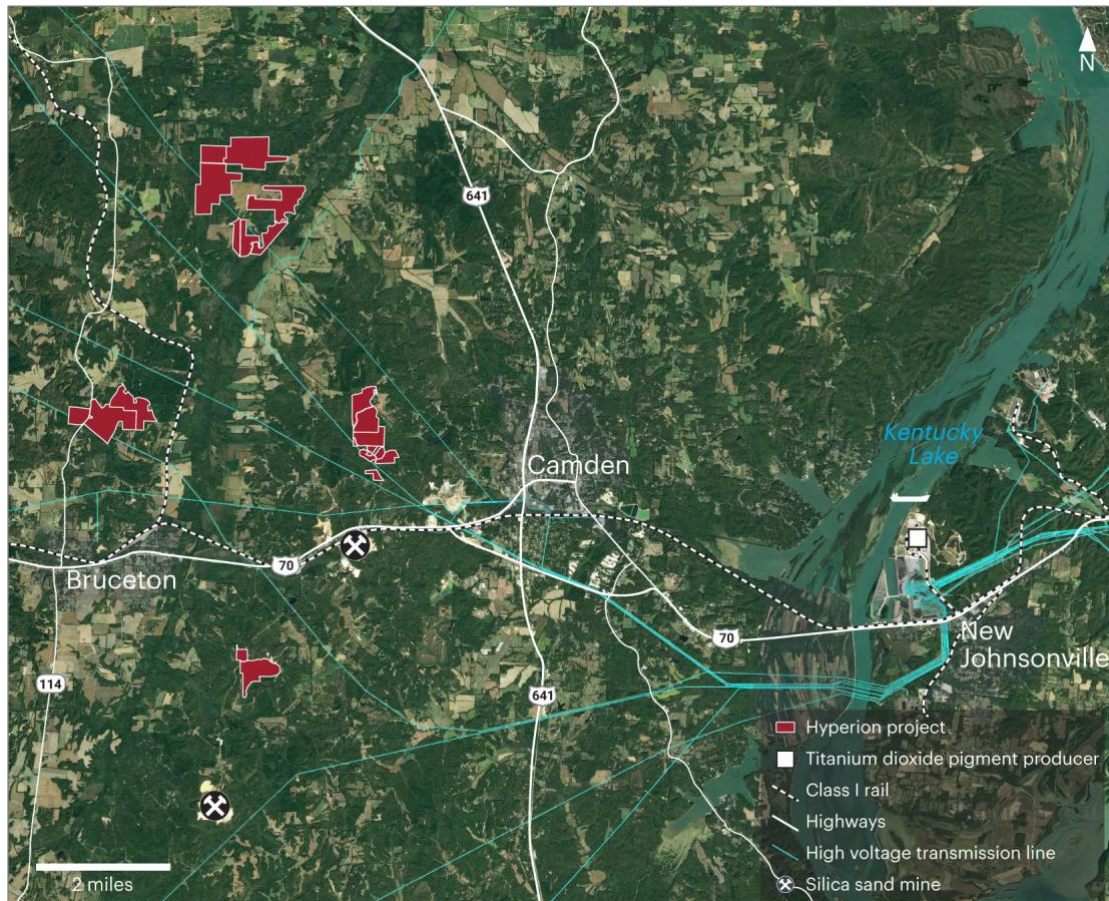 N
641
Kentucky
Lake
Camden
70
Bruceton
70
New
Johnsonville
114
641
Hyperion project
Titanium dioxide pigment producer
Class I rail
Highways
High voltage transmission line
Silica sand mine
2 miles